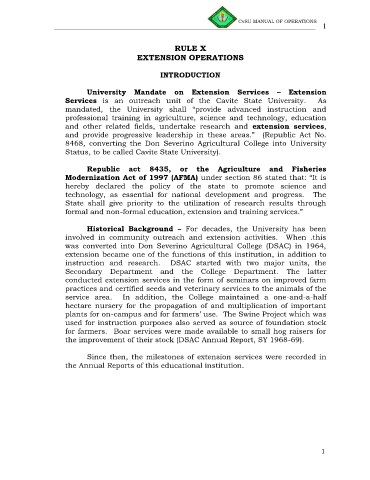 CvSU MANUAL OF OPERATIONS
1
RULE X
EXTENSION OPERATIONS
INTRODUCTION
University Mandate on Extension Services – Extension
Services is an outreach unit of the Cavite State University. As
mandated, the University shall “provide advanced instruction and
professional training in agriculture, science and technology, education
and other related fields, undertake research and extension services,
and provide progressive leadership in these areas.” (Republic Act No.
8468, converting the Don Severino Agricultural College into University
Status, to be called Cavite State University).
Republic act 8435, or the Agriculture and Fisheries
Modernization Act of 1997 (AFMA) under section 86 stated that: “It is
hereby declared the policy of the state to promote science and
technology, as essential for national development and progress. The
State shall give priority to the utilization of research results through
formal and non-formal education, extension and training services.”
Historical Background – For decades, the University has been
involved in community outreach and extension activities. When .this
was converted into Don Severino Agricultural College (DSAC) in 1964,
extension became one of the functions of this institution, in addition to
instruction and research. DSAC started with two major units, the
Secondary Department and the College Department. The latter
conducted extension services in the form of seminars on improved farm
practices and certified seeds and veterinary services to the animals of the
service area. In addition, the College maintained a one-and-a-half
hectare nursery for the propagation of and multiplication of important
plants for on-campus and for farmers’ use. The Swine Project which was
used for instruction purposes also served as source of foundation stock
for farmers. Boar services were made available to small hog raisers for
the improvement of their stock (DSAC Annual Report, SY 1968-69).
Since then, the milestones of extension services were recorded in
the Annual Reports of this educational institution.
1